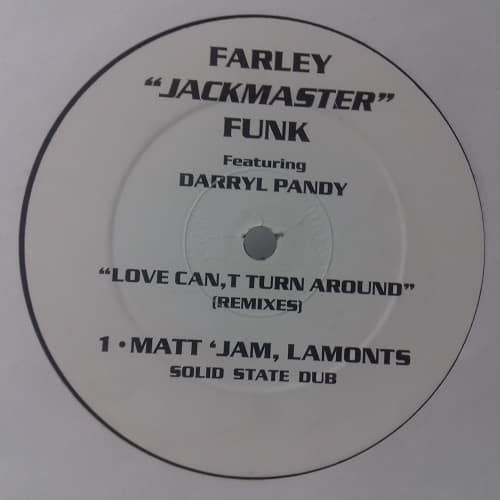 FARLEY
“JACKMASTER”
FUNK
Featuring
DARRYL PANDY
“LOVE CAN,T TURN AROUND”
(REMIXES)
1 • MATT ‘JAM, LAMONTS
SOLID STATE DUB